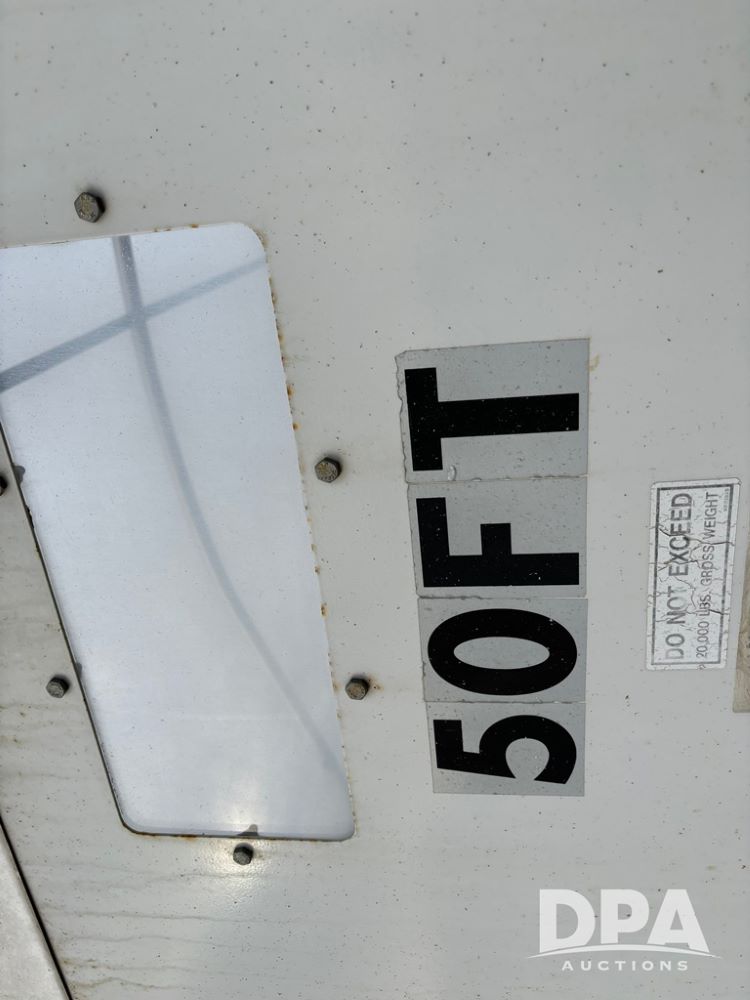 50FT
DO NOT EXCEED
20,000 LBS. GROSS WEIGHT
DPA
AUCTIONS